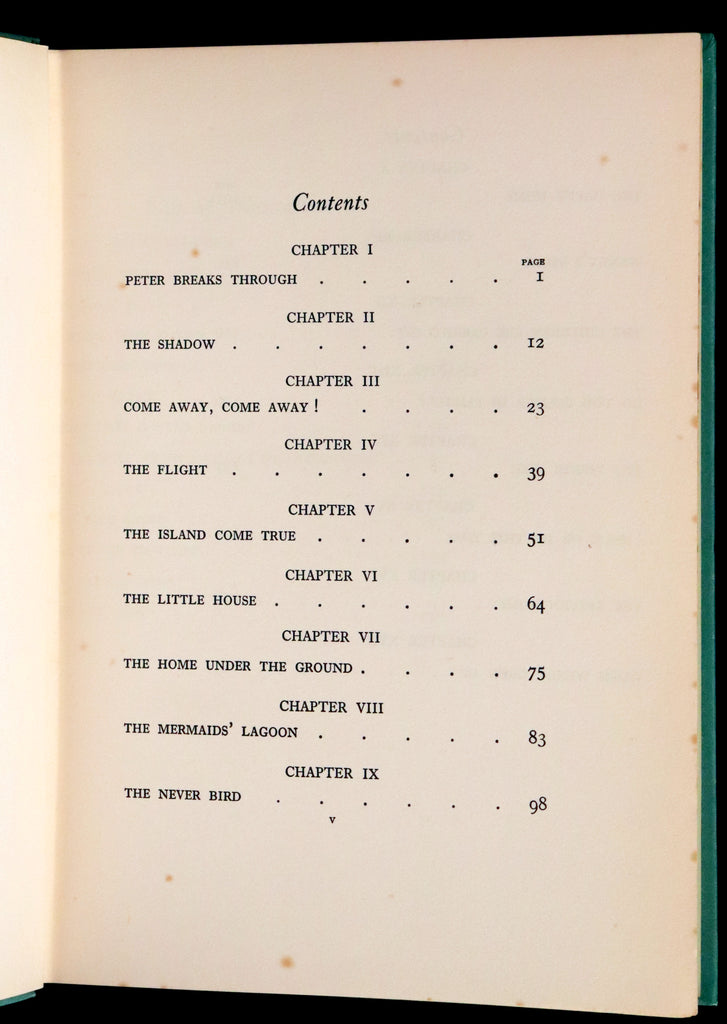 Contents
CHAPTER I
PAGE
PETER BREAKS THROUGH . . . . . 1
CHAPTER II
THE SHADOW . . . . . . . 12
CHAPTER III
COME AWAY, COME AWAY ! . . . . 23
CHAPTER IV
THE FLIGHT . . . . . . . 39
CHAPTER V
THE ISLAND COME TRUE . . . . . 51
CHAPTER VI
THE LITTLE HOUSE . . . . . . 64
CHAPTER VII
THE HOME UNDER THE GROUND . . . . 75
CHAPTER VIII
THE MERMAIDS' LAGOON . . . . . 83
CHAPTER IX
THE NEVER BIRD . . . . . . 98
v